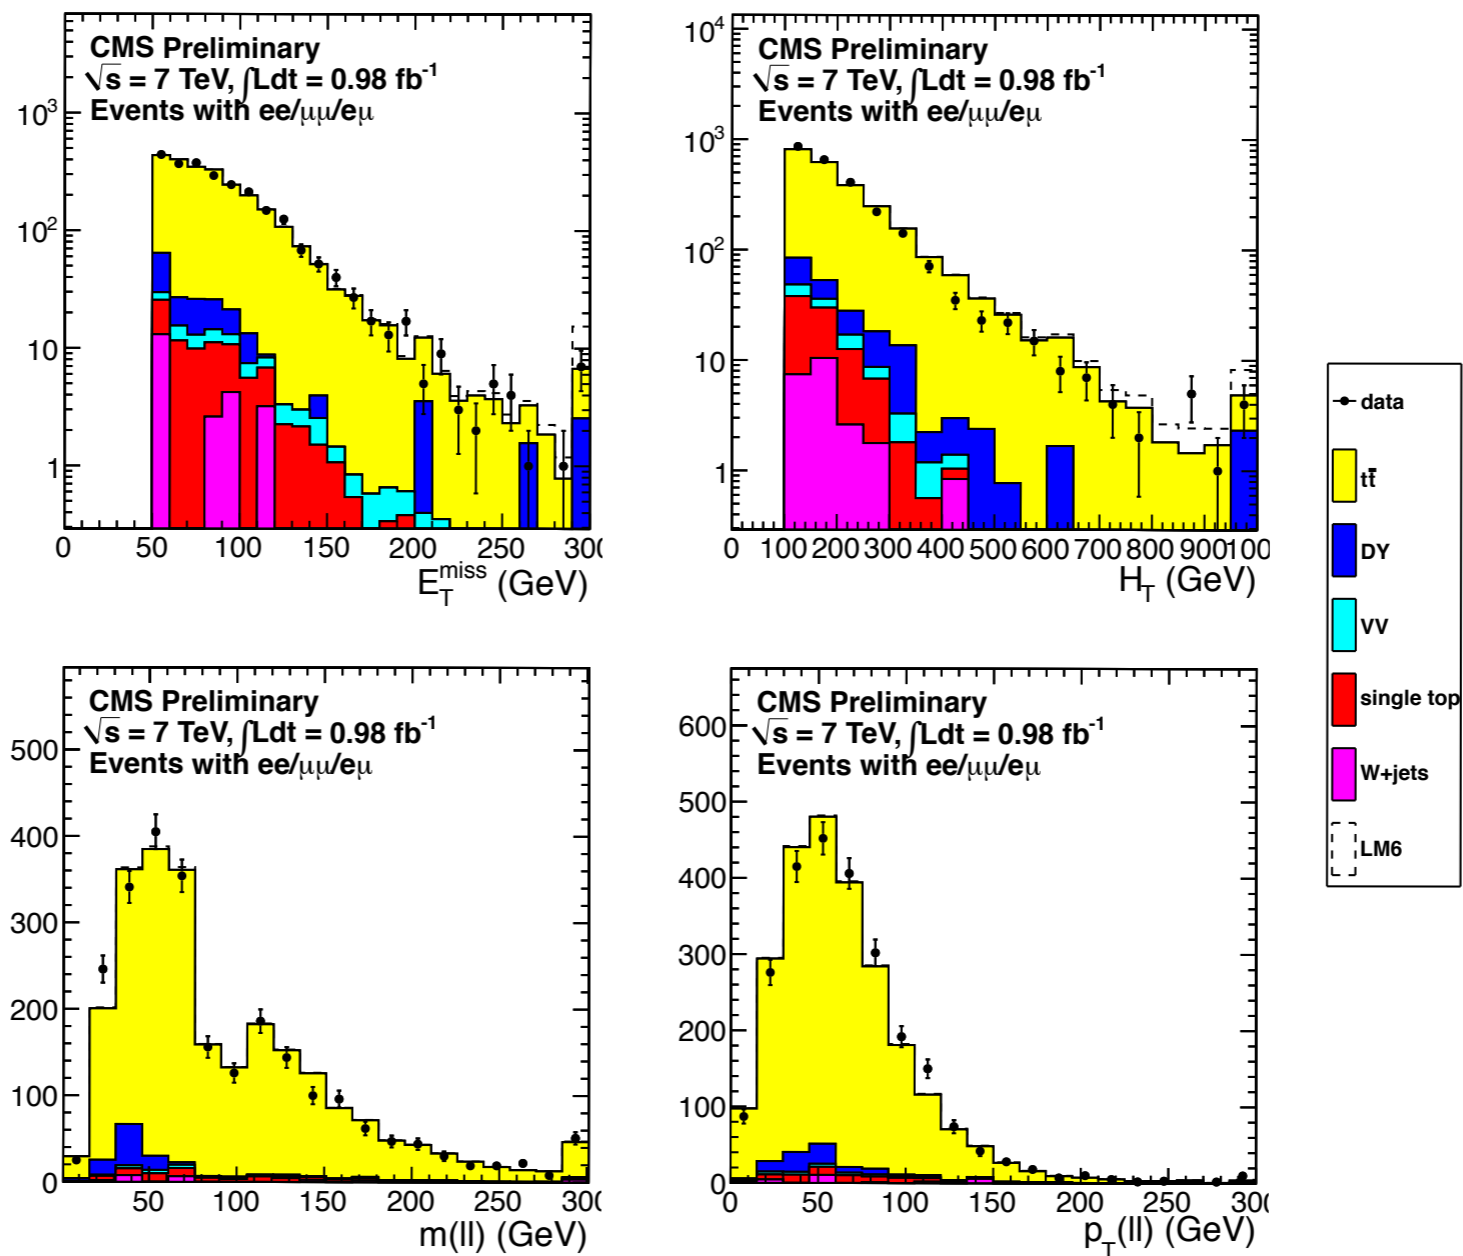 CMS Preliminary
√s = 7 TeV, ∫Ldt = 0.98 fb⁻¹
Events with ee/μμ/eμ
10³
10²
10
1
0 50 100 150 200 250 300
E_T^miss (GeV)
CMS Preliminary
√s = 7 TeV, ∫Ldt = 0.98 fb⁻¹
Events with ee/μμ/eμ
10⁴
10³
10²
10
1
0 100 200 300 400 500 600 700 800 900 1000
H_T (GeV)
data
tt̄
DY
VV
single top
W+jets
LM6
CMS Preliminary
√s = 7 TeV, ∫Ldt = 0.98 fb⁻¹
Events with ee/μμ/eμ
500
400
300
200
100
0
0 50 100 150 200 250 300
m(ll) (GeV)
CMS Preliminary
√s = 7 TeV, ∫Ldt = 0.98 fb⁻¹
Events with ee/μμ/eμ
600
500
400
300
200
100
0
0 50 100 150 200 250 300
p_T(ll) (GeV)